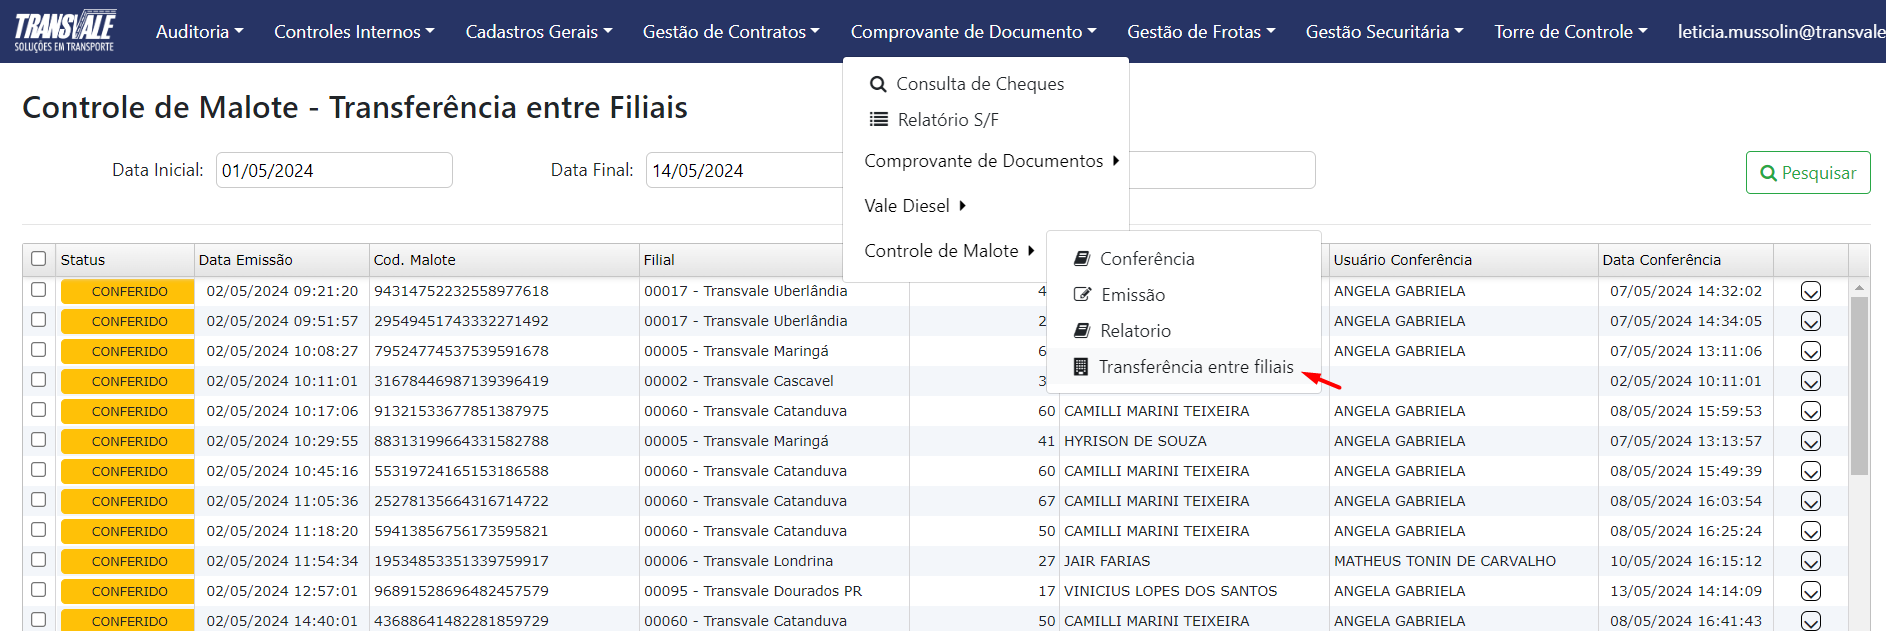 TRANSVALE
SOLUÇÕES EM TRANSPORTE
Auditoria Controles Internos Cadastros Gerais Gestão de Contratos Comprovante de Documento Gestão de Frotas Gestão Securitária Torre de Controle leticia.mussolin@transvale
Consulta de Cheques
Relatório S/F
Comprovante de Documentos
Vale Diesel
Controle de Malote
Conferência
Emissão
Relatorio
Transferência entre filiais
Controle de Malote - Transferência entre Filiais
Data Inicial: 01/05/2024 Data Final: 14/05/2024 Pesquisar
Status Data Emissão Cod. Malote Filial Usuário Conferência Data Conferência
CONFERIDO 02/05/2024 09:21:20 94314752232558977618 00017 - Transvale Uberlândia 4 ANGELA GABRIELA 07/05/2024 14:32:02
CONFERIDO 02/05/2024 09:51:57 29549451743332271492 00017 - Transvale Uberlândia 2 ANGELA GABRIELA 07/05/2024 14:34:05
CONFERIDO 02/05/2024 10:08:27 79524774537539591678 00005 - Transvale Maringá 6 ANGELA GABRIELA 07/05/2024 13:11:06
CONFERIDO 02/05/2024 10:11:01 31678446987139396419 00002 - Transvale Cascavel 3 02/05/2024 10:11:01
CONFERIDO 02/05/2024 10:17:06 91321533677851387975 00060 - Transvale Catanduva 60 CAMILLI MARINI TEIXEIRA ANGELA GABRIELA 08/05/2024 15:59:53
CONFERIDO 02/05/2024 10:29:55 88313199664331582788 00005 - Transvale Maringá 41 HYRISON DE SOUZA ANGELA GABRIELA 07/05/2024 13:13:57
CONFERIDO 02/05/2024 10:45:16 55319724165153186588 00060 - Transvale Catanduva 60 CAMILLI MARINI TEIXEIRA ANGELA GABRIELA 08/05/2024 15:49:39
CONFERIDO 02/05/2024 11:05:36 25278135664316714722 00060 - Transvale Catanduva 67 CAMILLI MARINI TEIXEIRA ANGELA GABRIELA 08/05/2024 16:03:54
CONFERIDO 02/05/2024 11:18:20 59413856756173595821 00060 - Transvale Catanduva 50 CAMILLI MARINI TEIXEIRA ANGELA GABRIELA 08/05/2024 16:25:24
CONFERIDO 02/05/2024 11:54:34 19534853351339759917 00006 - Transvale Londrina 27 JAIR FARIAS MATHEUS TONIN DE CARVALHO 10/05/2024 16:15:12
CONFERIDO 02/05/2024 12:57:01 96891528696482457579 00095 - Transvale Dourados PR 17 VINICIUS LOPES DOS SANTOS ANGELA GABRIELA 13/05/2024 14:14:09
CONFERIDO 02/05/2024 14:40:01 43688641482281859729 00060 - Transvale Catanduva 50 CAMILLI MARINI TEIXEIRA ANGELA GABRIELA 08/05/2024 16:41:43